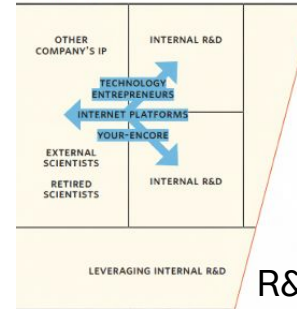 OTHER
COMPANY'S IP
INTERNAL R&D
TECHNOLOGY
ENTREPRENEURS
INTERNET PLATFORMS
YOUR-ENCORE
EXTERNAL
SCIENTISTS
RETIRED
SCIENTISTS
INTERNAL R&D
LEVERAGING INTERNAL R&D
R&